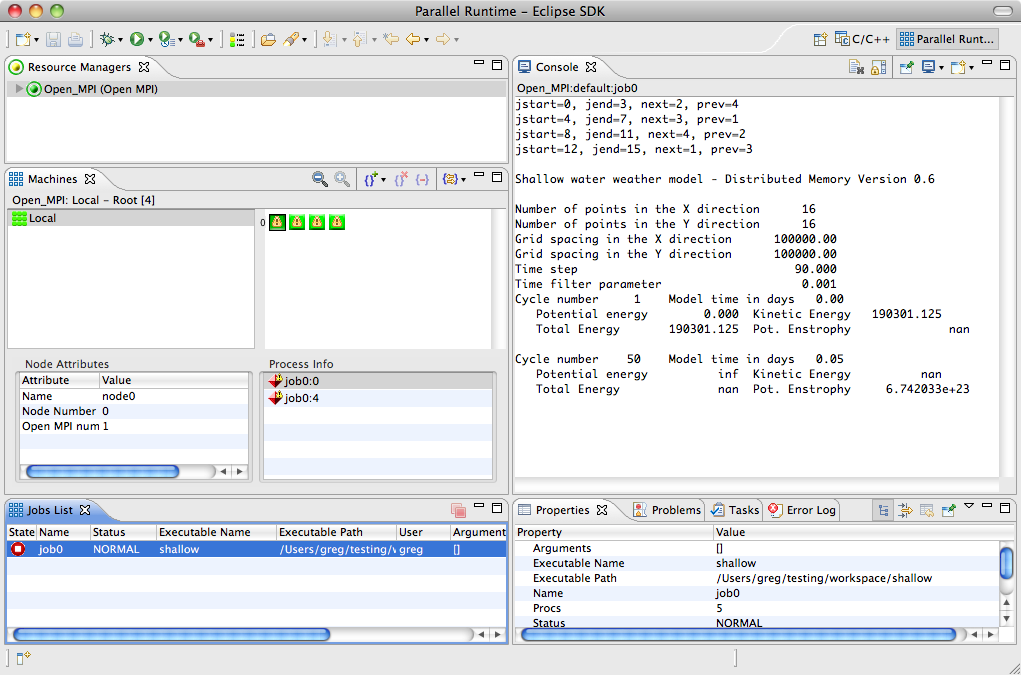 Parallel Runtime – Eclipse SDK
C/C++
Parallel Runt...
Resource Managers
Open_MPI (Open MPI)
Machines
Open_MPI: Local – Root [4]
Local
0
Node Attributes
Attribute Value
Name node0
Node Number 0
Open MPI num 1
Process Info
job0:0
job0:4
Console
Open_MPI:default:job0
jstart=0, jend=3, next=2, prev=4
jstart=4, jend=7, next=3, prev=1
jstart=8, jend=11, next=4, prev=2
jstart=12, jend=15, next=1, prev=3
Shallow water weather model - Distributed Memory Version 0.6
Number of points in the X direction 16
Number of points in the Y direction 16
Grid spacing in the X direction 100000.00
Grid spacing in the Y direction 100000.00
Time step 90.000
Time filter parameter 0.001
Cycle number 1 Model time in days 0.00
Potential energy 0.000 Kinetic Energy 190301.125
Total Energy 190301.125 Pot. Enstrophy nan
Cycle number 50 Model time in days 0.05
Potential energy inf Kinetic Energy nan
Total Energy nan Pot. Enstrophy 6.742033e+23
Jobs List
State Name Status Executable Name Executable Path User Argument
job0 NORMAL shallow /Users/greg/testing/v greg []
Properties Problems Tasks Error Log
Property Value
Arguments []
Executable Name shallow
Executable Path /Users/greg/testing/workspace/shallow
Name job0
Procs 5
Status NORMAL